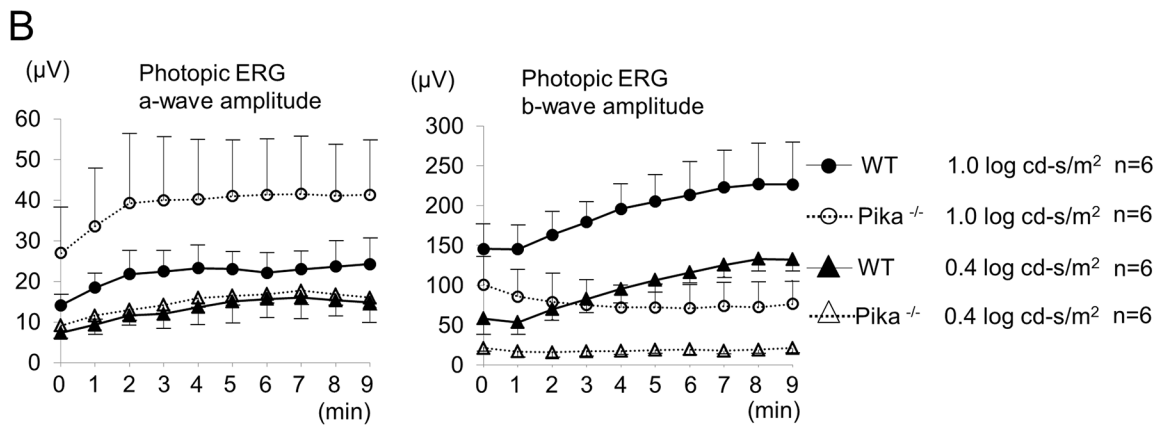 B
(μV)
Photopic ERG
a-wave amplitude
60
50
40
30
20
10
0
0 1 2 3 4 5 6 7 8 9
(min)
(μV)
Photopic ERG
b-wave amplitude
300
250
200
150
100
50
0
0 1 2 3 4 5 6 7 8 9
(min)
WT 1.0 log cd-s/m² n=6
Pika -/- 1.0 log cd-s/m² n=6
WT 0.4 log cd-s/m² n=6
Pika -/- 0.4 log cd-s/m² n=6